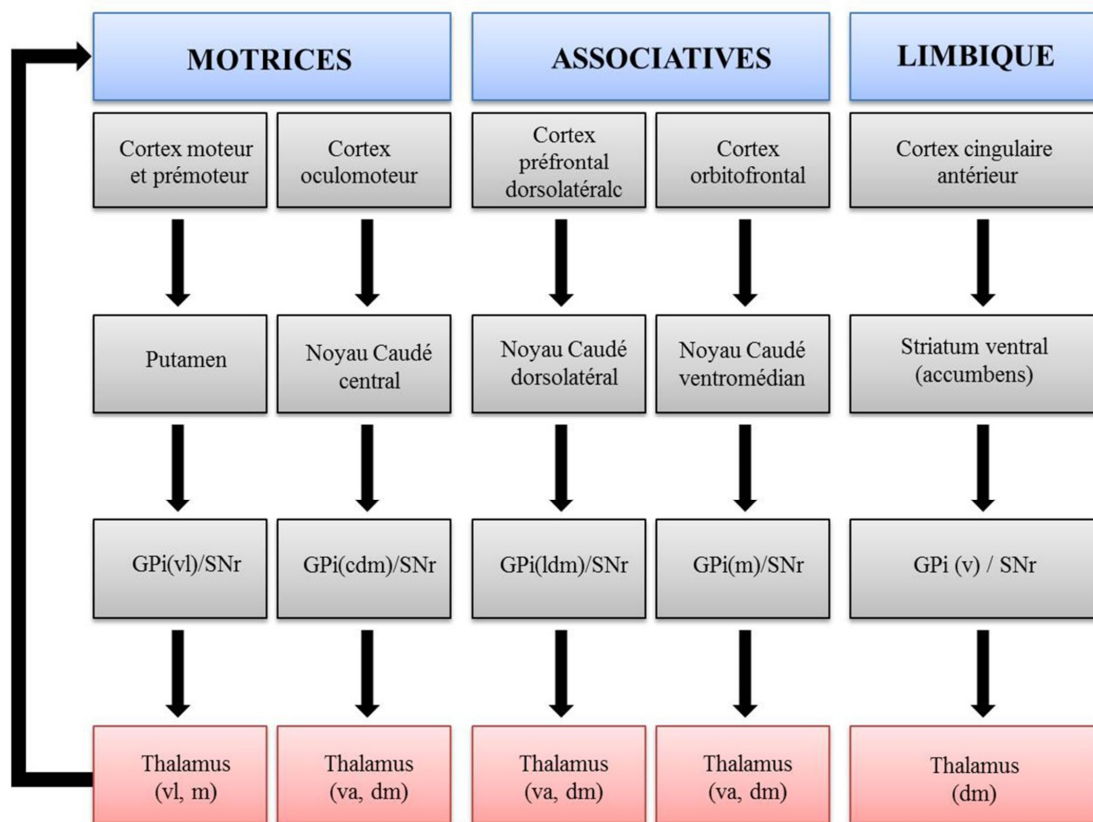 MOTRICES
ASSOCIATIVES
LIMBIQUE
Cortex moteur
et prémoteur
Cortex
oculomoteur
Cortex
préfrontal
dorsolatéralc
Cortex
orbitofrontal
Cortex cingulaire
antérieur
Putamen
Noyau Caudé
central
Noyau Caudé
dorsolatéral
Noyau Caudé
ventromédian
Striatum ventral
(accumbens)
GPi(vl)/SNr
GPi(cdm)/SNr
GPi(ldm)/SNr
GPi(m)/SNr
GPi (v) / SNr
Thalamus
(vl, m)
Thalamus
(va, dm)
Thalamus
(va, dm)
Thalamus
(va, dm)
Thalamus
(dm)